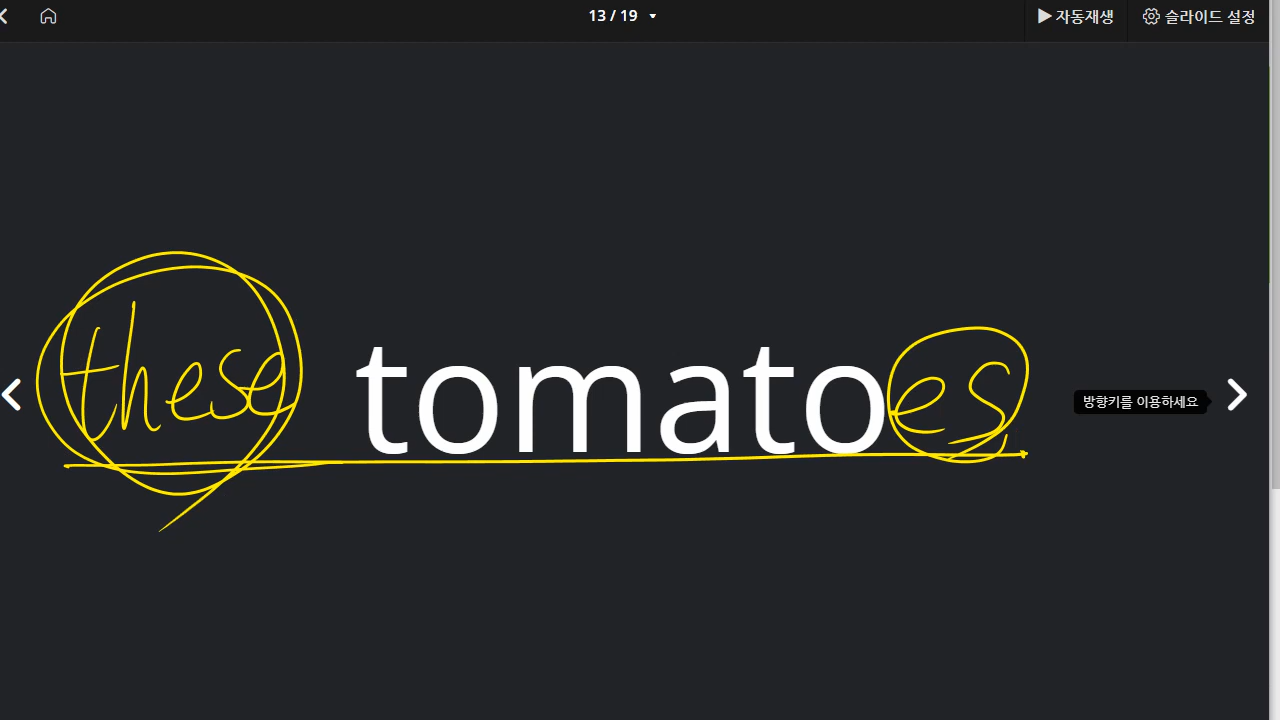 13 / 19
자동재생
슬라이드 설정
these tomatoes
방향키를 이용하세요